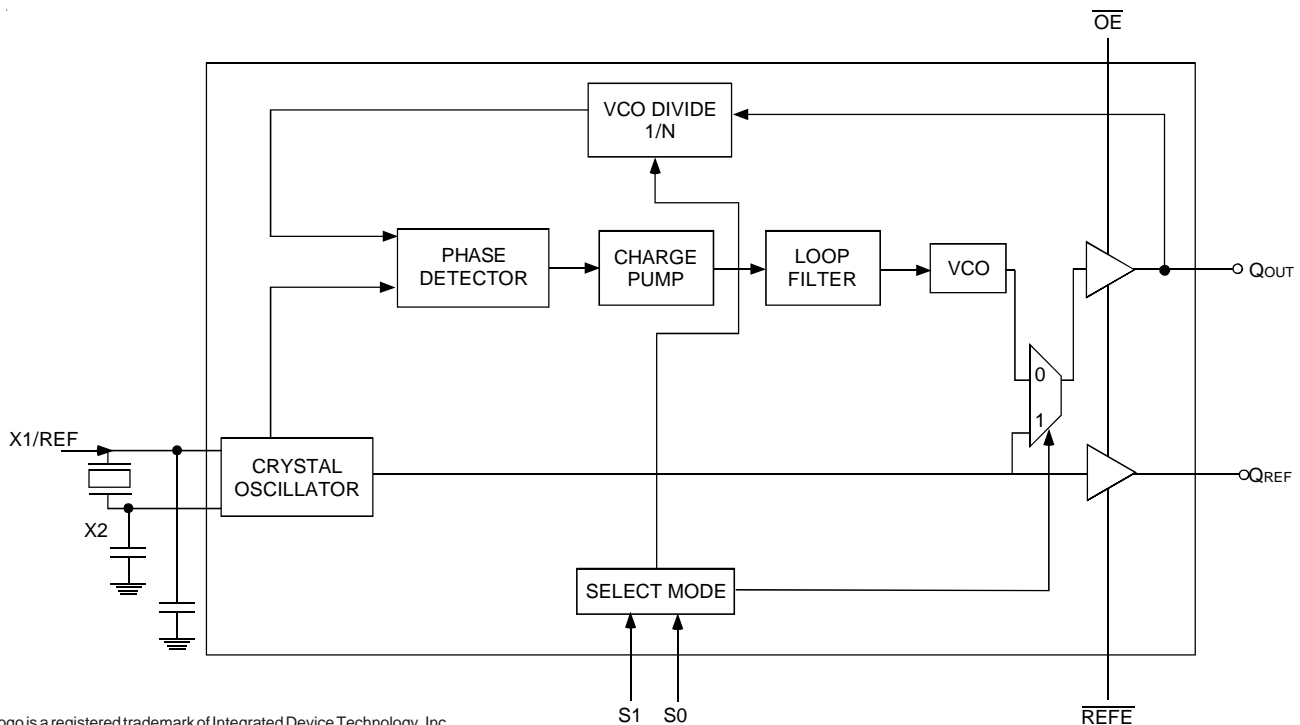 OE
VCO DIVIDE
1/N
PHASE
DETECTOR
CHARGE
PUMP
LOOP
FILTER
VCO
QOUT
0
1
X1/REF
CRYSTAL
OSCILLATOR
QREF
X2
SELECT MODE
S1 S0
REFE
logo is a registered trademark of Integrated Device Technology, Inc.